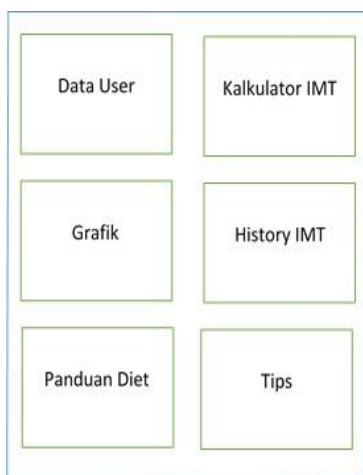 Data User
Kalkulator IMT
Grafik
History IMT
Panduan Diet
Tips